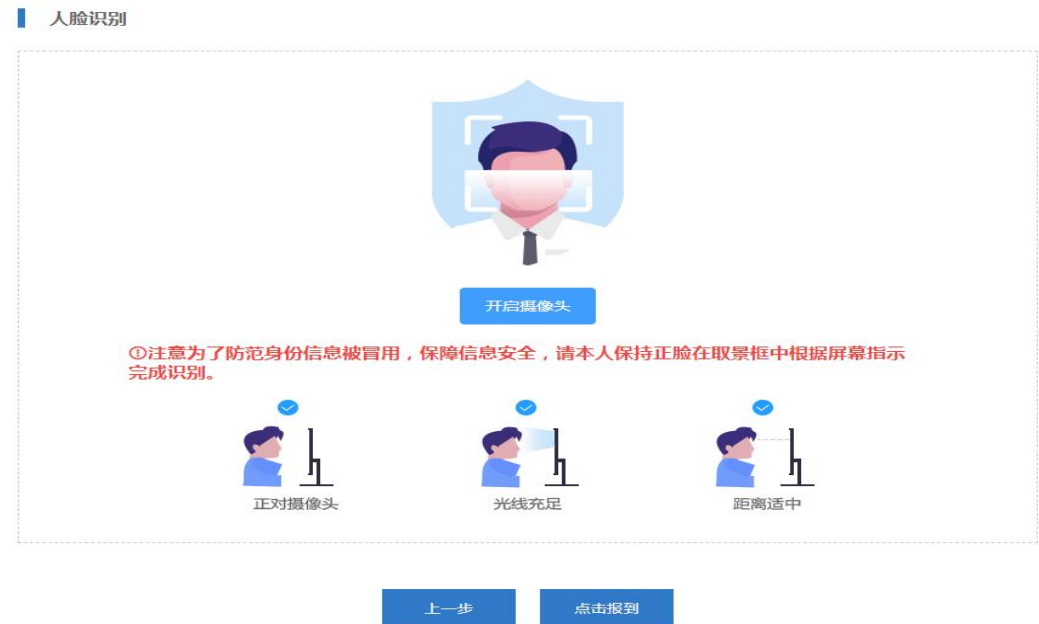 人脸识别
开启摄像头
①注意为了防范身份信息被冒用，保障信息安全，请本人保持正脸在取景框中根据屏幕指示
完成识别。
正对摄像头
光线充足
距离适中
上一步
点击报到